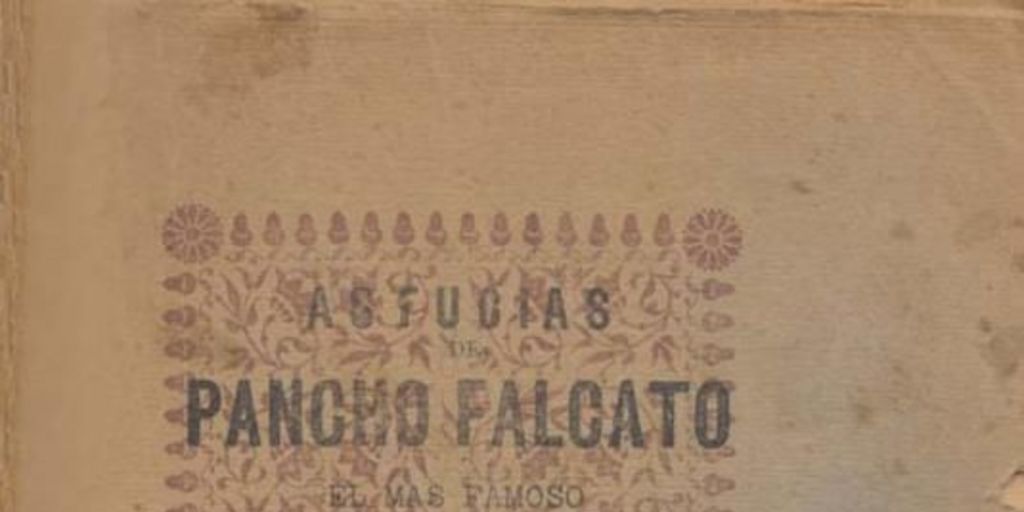 ASTUCIAS
DE
PANCHO FALCATO
EL MAS FAMOSO